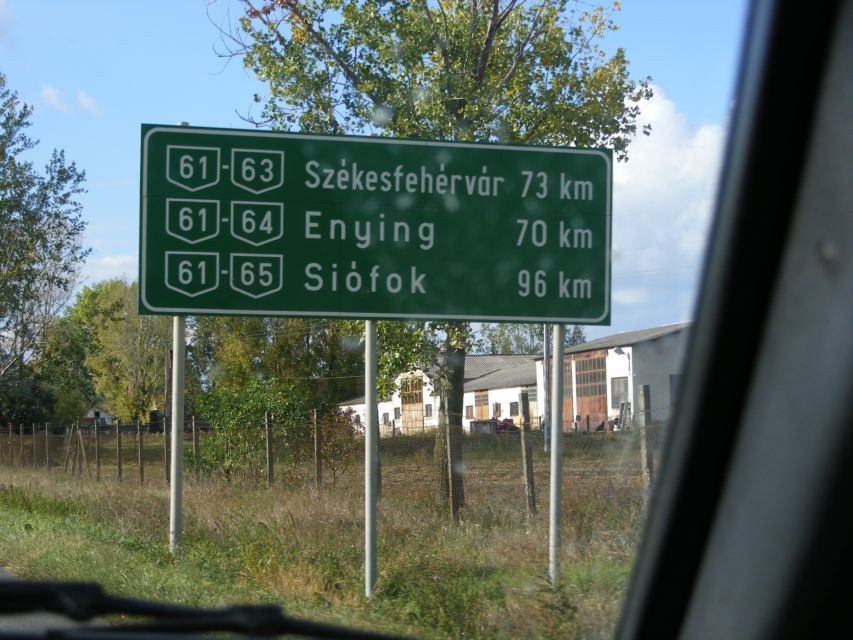 61-63 Székesfehérvár 73 km
61-64 Enying 70 km
61-65 Siófok 96 km